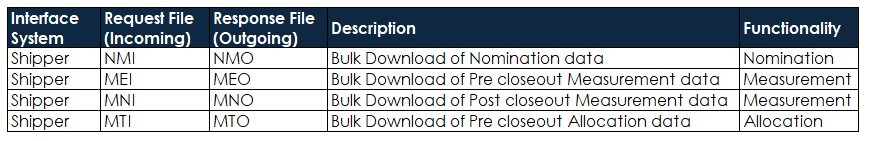 Interface System Request File (Incoming) Response File (Outgoing) Description Functionality
Shipper NMI NMO Bulk Download of Nomination data Nomination
Shipper MEI MEO Bulk Download of Pre closeout Measurement data Measurement
Shipper MNI MNO Bulk Download of Post closeout Measurement data Measurement
Shipper MTI MTO Bulk Download of Pre closeout Allocation data Allocation